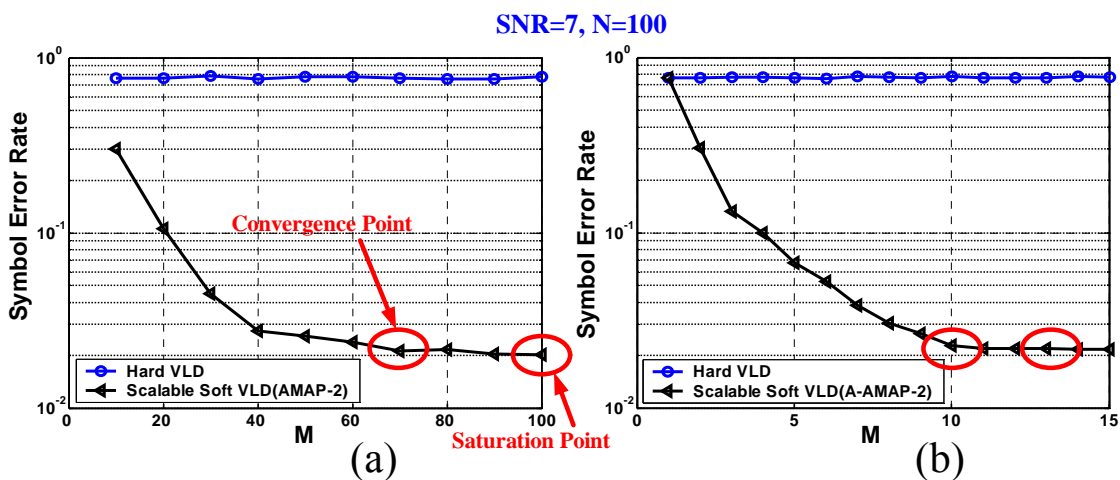 SNR=7, N=100
10^0
10^-1
10^-2
Symbol Error Rate
Convergence Point
Hard VLD
Scalable Soft VLD(AMAP-2)
0 20 40 60 80 100
M
Saturation Point
(a)
10^0
10^-1
10^-2
Symbol Error Rate
Hard VLD
Scalable Soft VLD(A-AMAP-2)
0 5 10 15
M
(b)